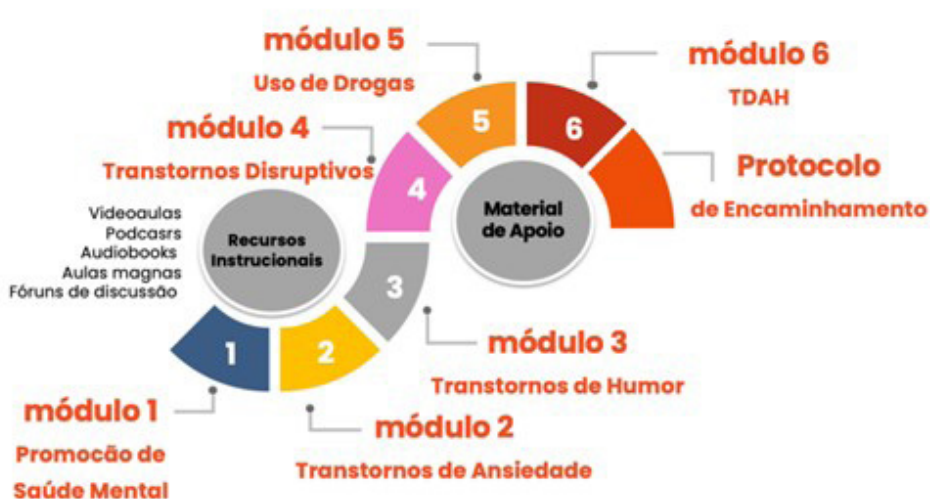 módulo 5
Uso de Drogas
módulo 6
TDAH
módulo 4
Transtornos Disruptivos
Protocolo
de Encaminhamento
Videoaulas
Podcasrs
Audiobooks
Aulas magnas
Fóruns de discussão
Recursos
Instrucionais
Material
de Apoio
1
2
3
4
5
6
módulo 3
Transtornos de Humor
módulo 1
Promocão de
Saúde Mental
módulo 2
Transtornos de Ansiedade